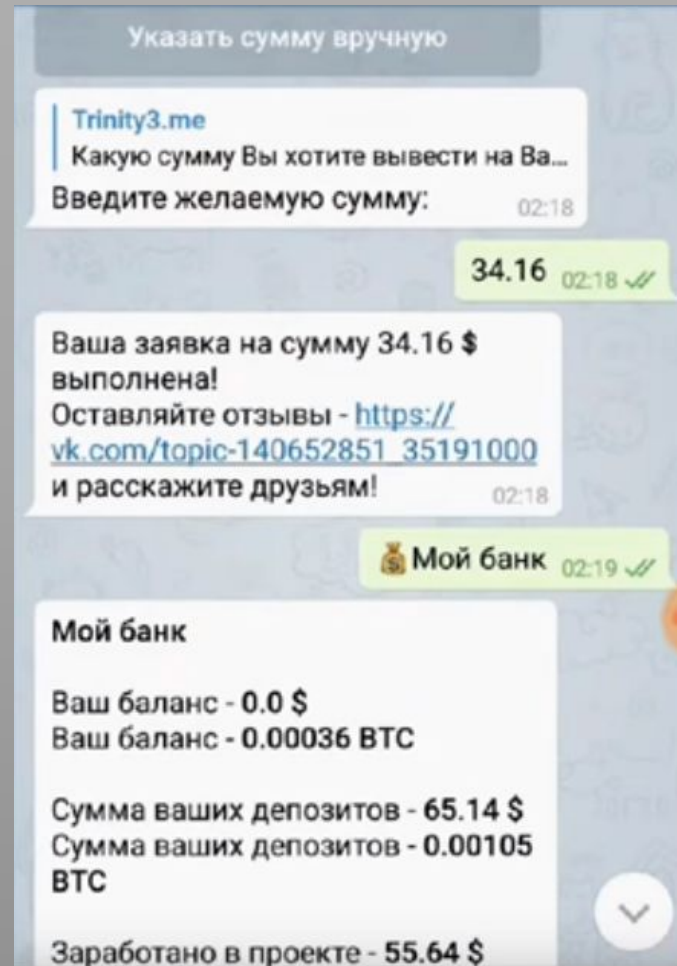 Указать сумму вручную
Trinity3.me
Какую сумму Вы хотите вывести на Ва...
Введите желаемую сумму:
02:18
34.16 02:18
Ваша заявка на сумму 34.16 $
выполнена!
Оставляйте отзывы - https://
vk.com/topic-140652851_35191000
и расскажите друзьям!
02:18
💰Мой банк 02:19
Мой банк
Ваш баланс - 0.0 $
Ваш баланс - 0.00036 BTC
Сумма ваших депозитов - 65.14 $
Сумма ваших депозитов - 0.00105
BTC
Заработано в проекте - 55.64 $